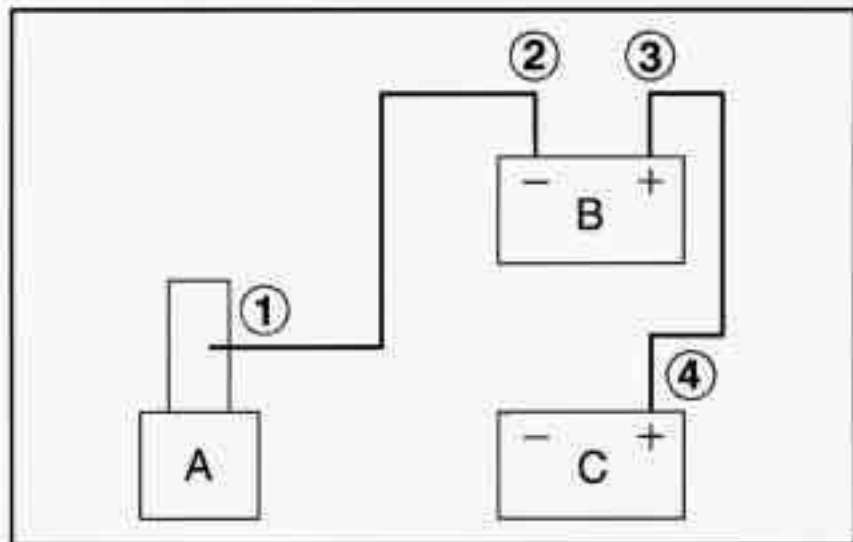 ② ③
− +
B
①
④
− +
A C